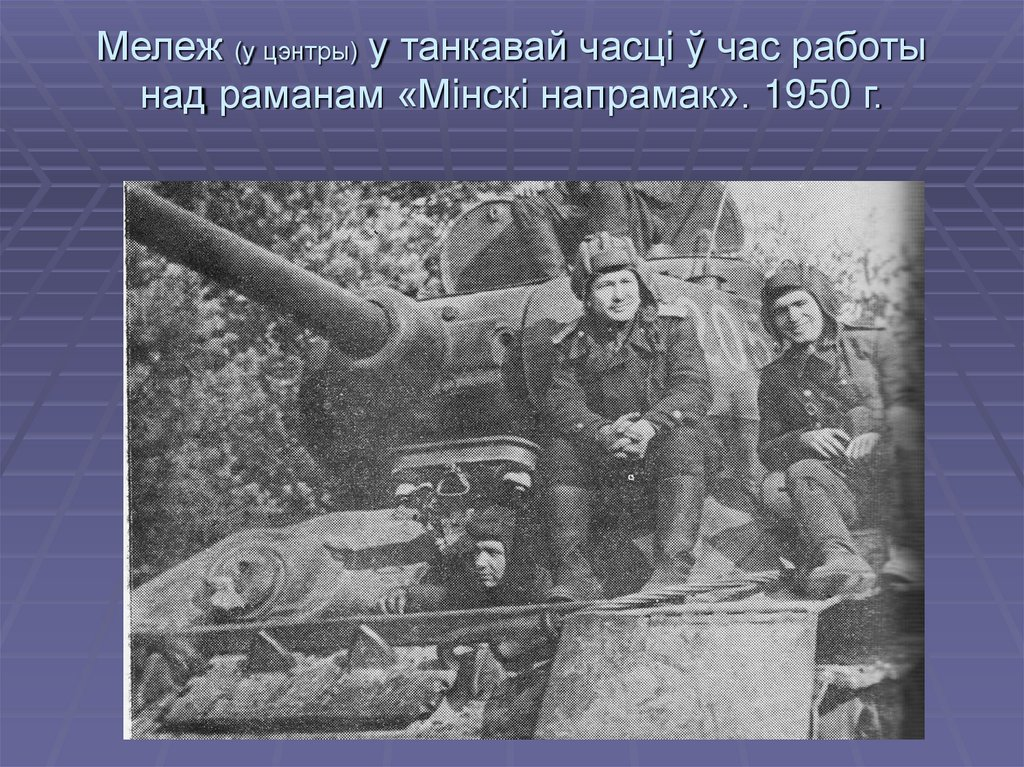 Мележ (у цэнтры) у танкавай часці ў час работы
над раманам «Мінскі напрамак». 1950 г.